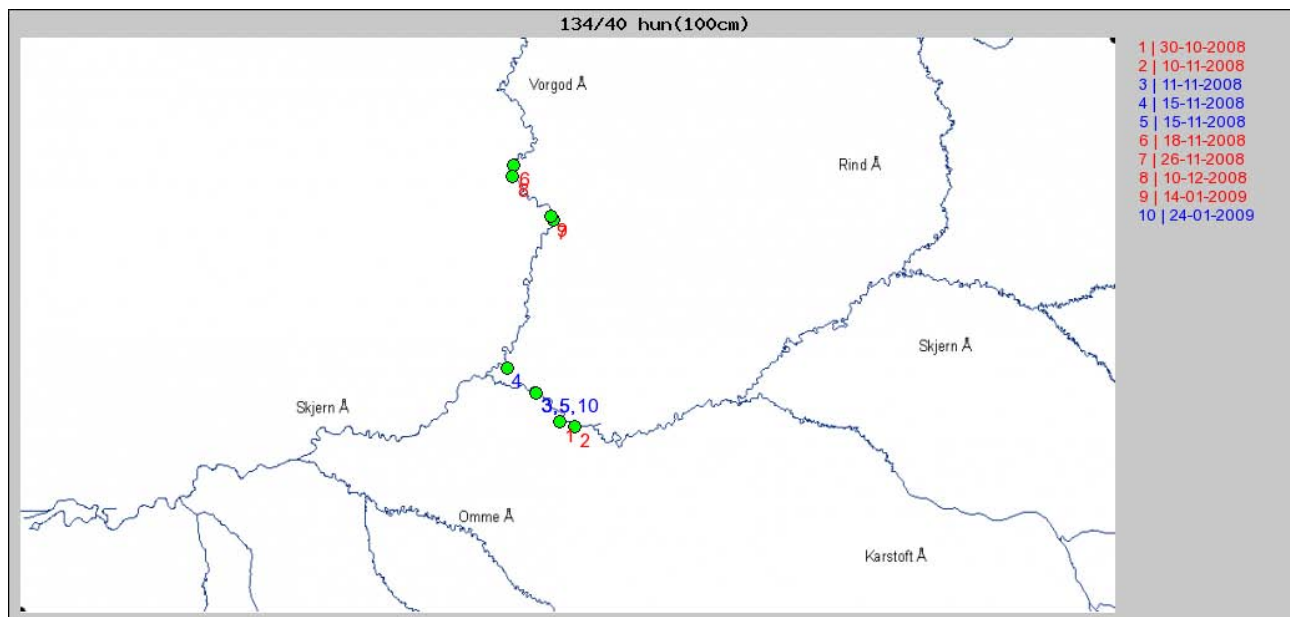 134/40 hun(100cm)
1 | 30-10-2008
2 | 10-11-2008
3 | 11-11-2008
4 | 15-11-2008
5 | 15-11-2008
6 | 18-11-2008
7 | 26-11-2008
8 | 10-12-2008
9 | 14-01-2009
10 | 24-01-2009
Vorgod Å
Rind Å
6
8
9
Skjern Å
4
3,5,10
Skjern Å
1
2
Omme Å
Karstoft Å